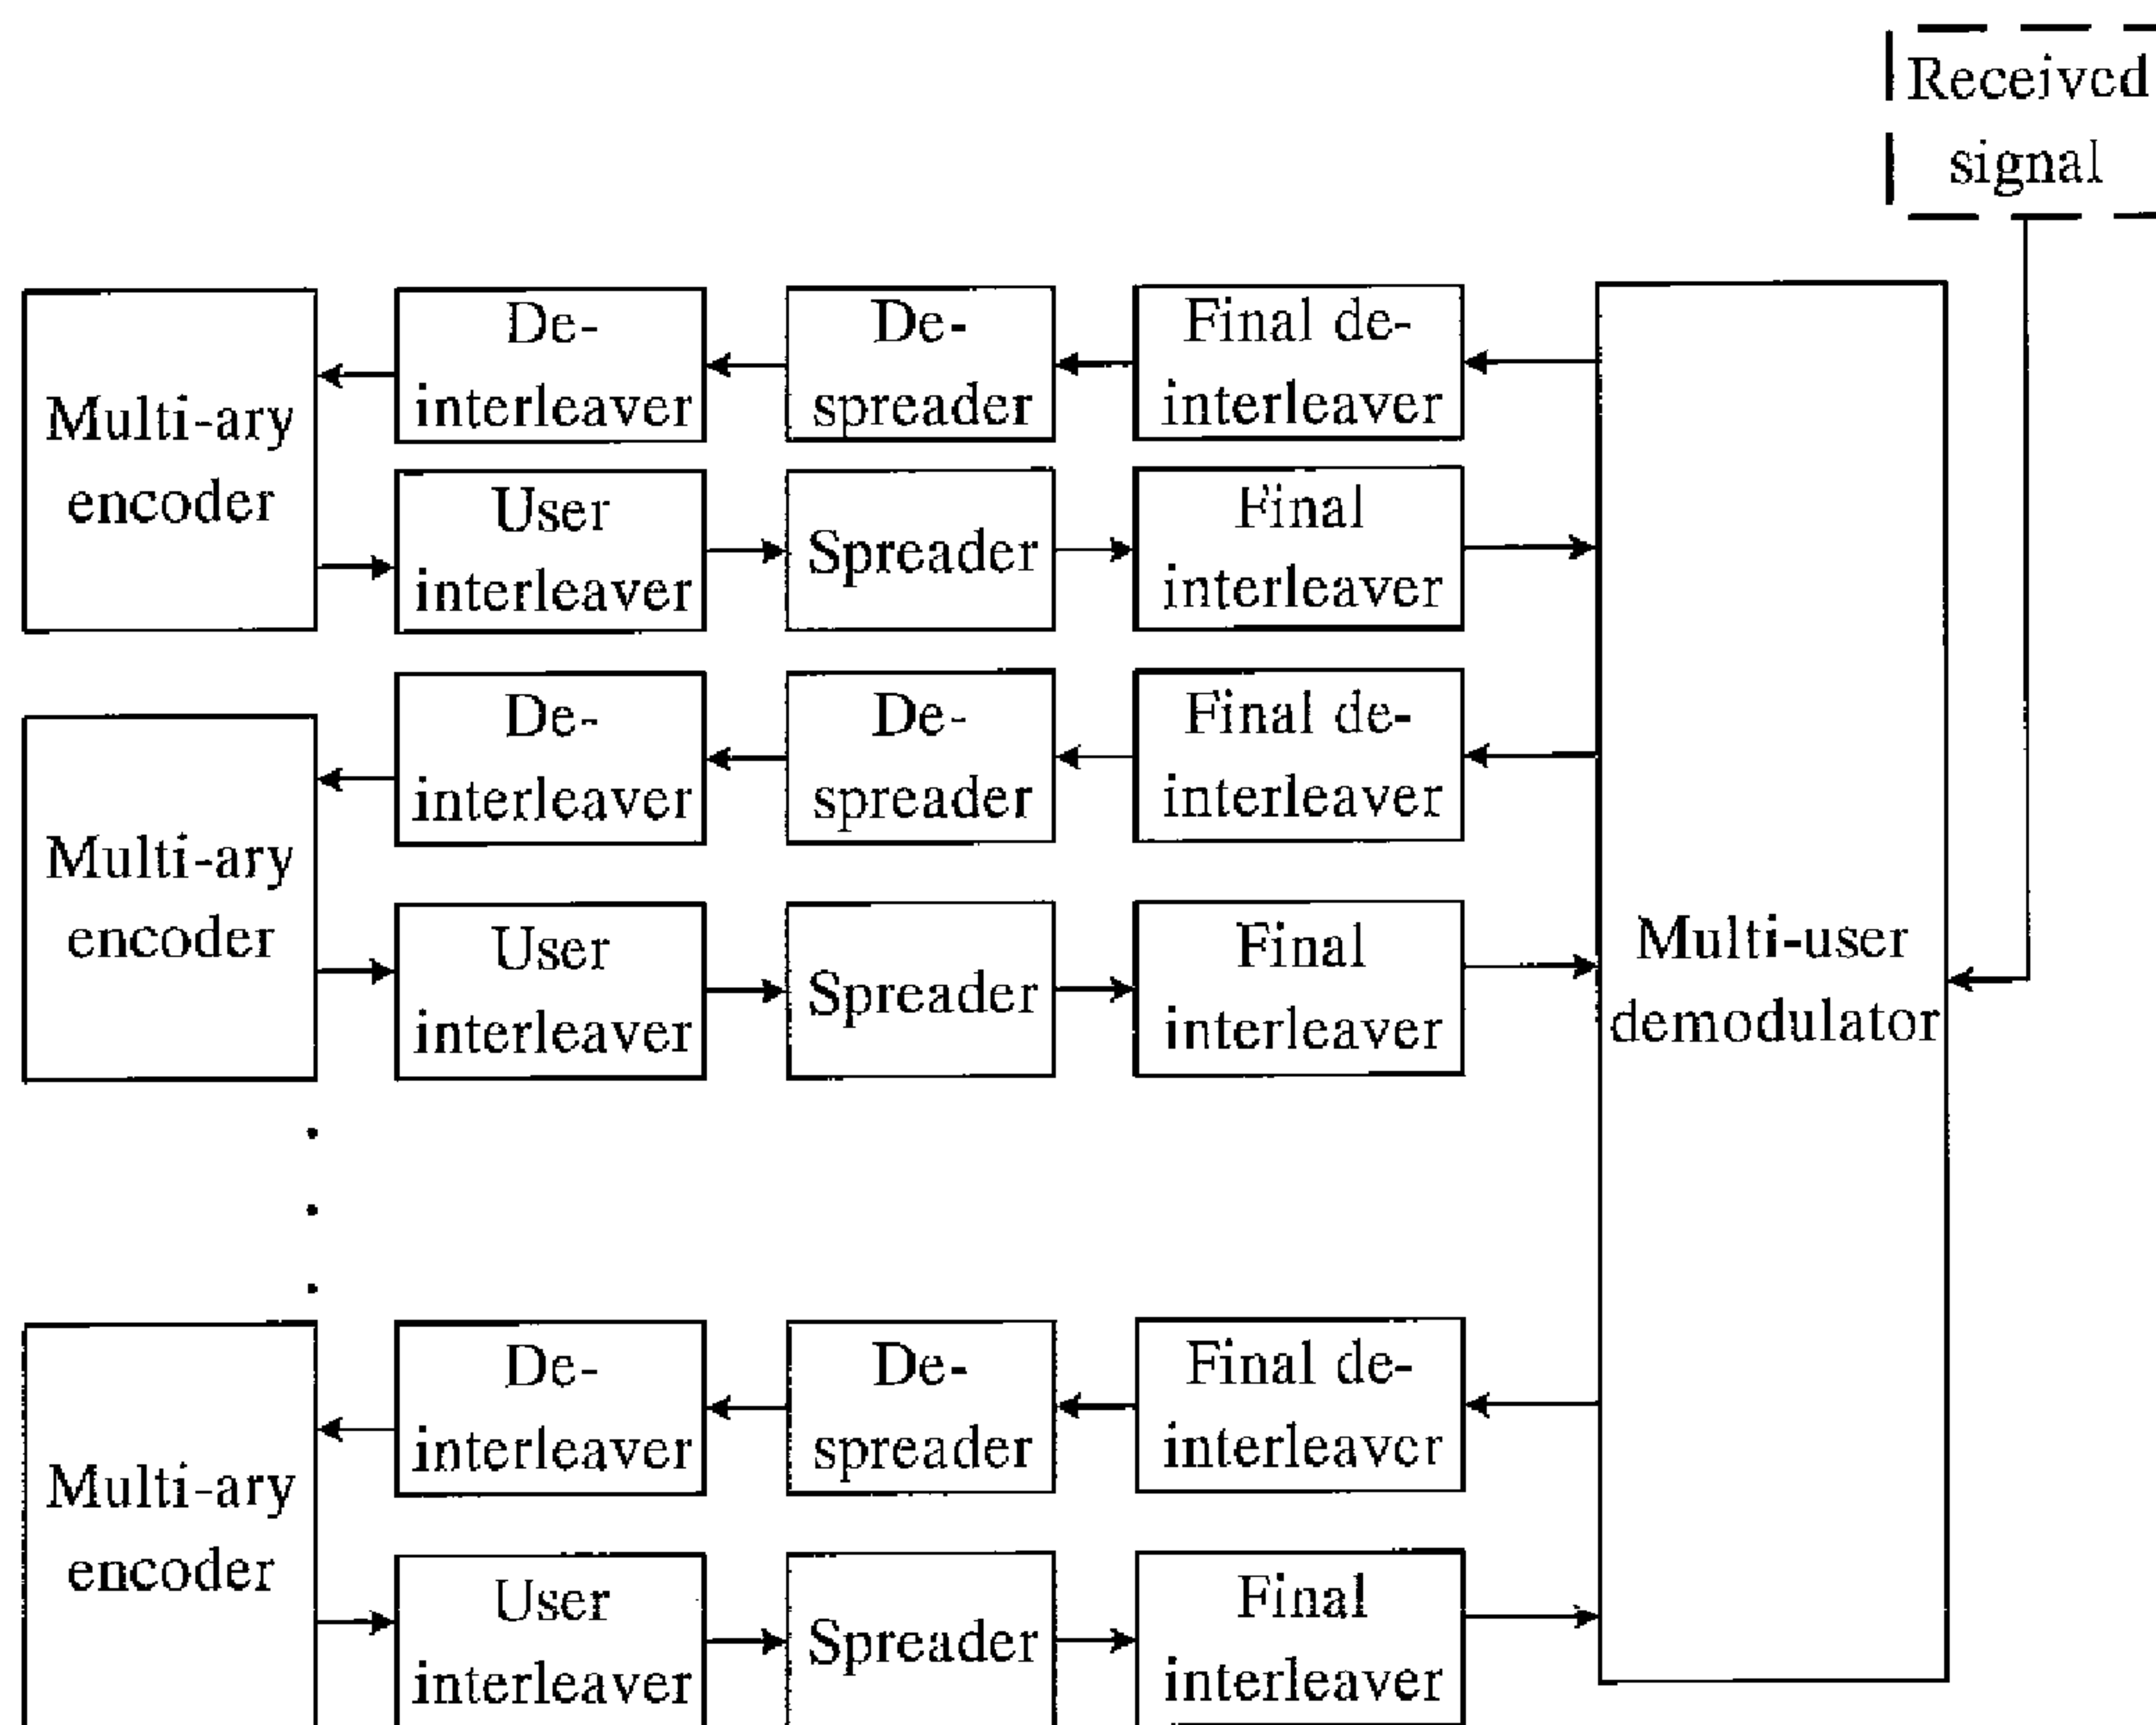 Received
signal
De-
interleaver
De-
spreader
Final de-
interleaver
Multi-ary
encoder
User
interleaver
Spreader
Final
interleaver
De-
interleaver
De-
spreader
Final de-
interleaver
Multi-ary
encoder
User
interleaver
Spreader
Final
interleaver
Multi-user
demodulator
De-
interleaver
De-
spreader
Final de-
interleaver
Multi-ary
encoder
User
interleaver
Spreader
Final
interleaver